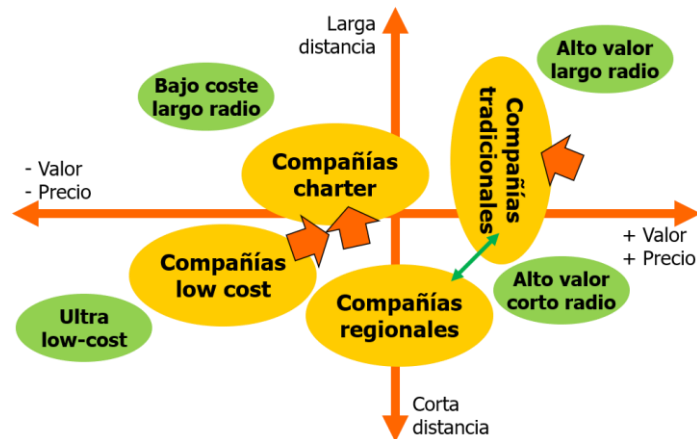 Larga
distancia
Alto valor
largo radio
Bajo coste
largo radio
Compañías
tradicionales
Compañías
charter
- Valor
- Precio
+ Valor
+ Precio
Compañías
low cost
Alto valor
corto radio
Compañías
regionales
Ultra
low-cost
Corta
distancia